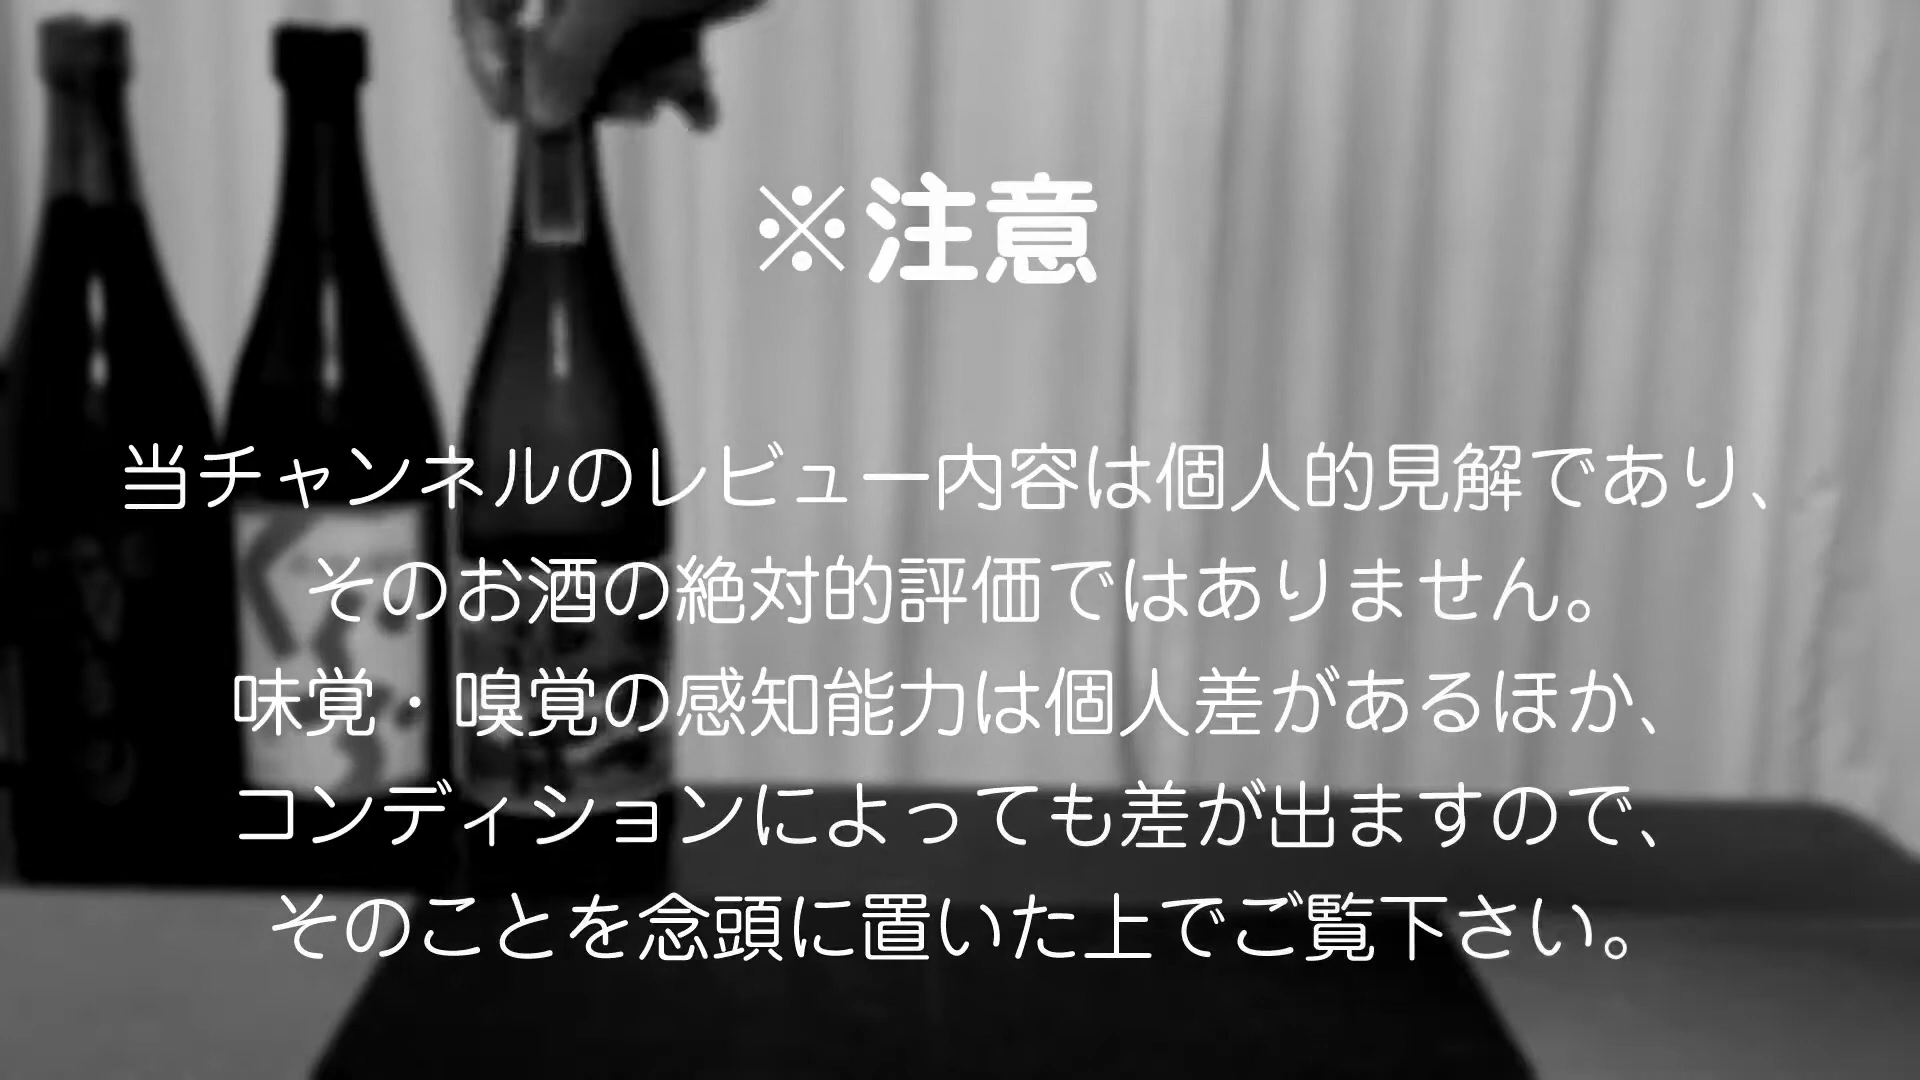 ※注意
当チャンネルのレビュー内容は個人的見解であり、
そのお酒の絶対的評価ではありません。
味覚・嗅覚の感知能力は個人差があるほか、
コンディションによっても差が出ますので、
そのことを念頭に置いた上でご覧下さい。